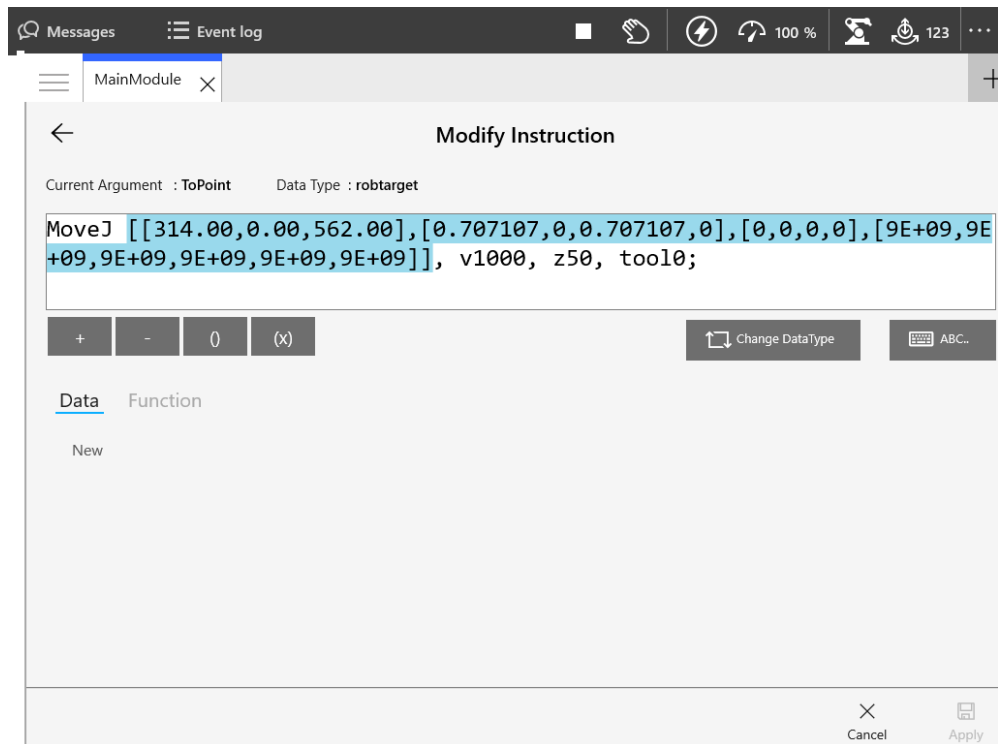 Messages Event log 100 % 123 ...
MainModule
Modify Instruction
Current Argument : ToPoint Data Type : robtarget
MoveJ [[314.00,0.00,562.00],[0.707107,0,0.707107,0],[0,0,0,0],[9E+09,9E
+09,9E+09,9E+09,9E+09,9E+09]], v1000, z50, tool0;
+ - () (x) Change DataType ABC..
Data Function
New
Cancel Apply